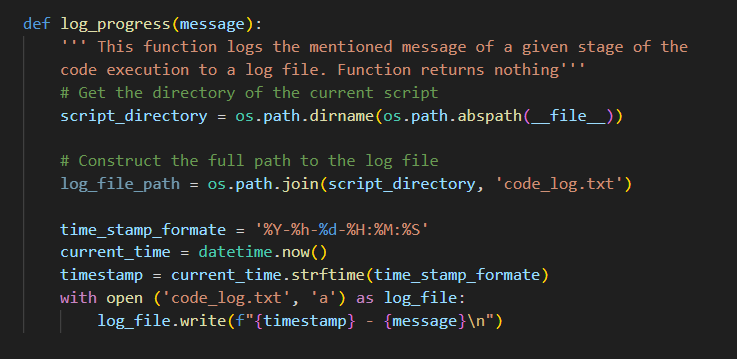 def log_progress(message):
    ''' This function logs the mentioned message of a given stage of the
    code execution to a log file. Function returns nothing'''
    # Get the directory of the current script
    script_directory = os.path.dirname(os.path.abspath(__file__))
    # Construct the full path to the log file
    log_file_path = os.path.join(script_directory, 'code_log.txt')
    time_stamp_formate = '%Y-%h-%d-%H:%M:%S'
    current_time = datetime.now()
    timestamp = current_time.strftime(time_stamp_formate)
    with open ('code_log.txt', 'a') as log_file:
        log_file.write(f"{timestamp} - {message}\n")